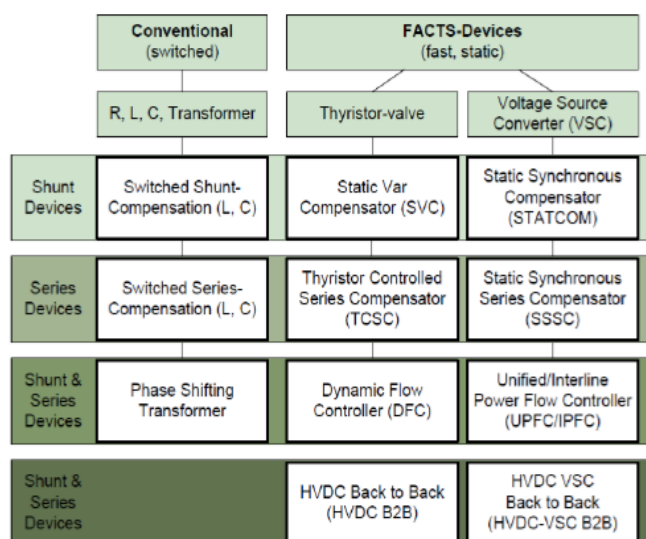 Conventional
(switched)
FACTS-Devices
(fast, static)
R, L, C, Transformer
Thyristor-valve
Voltage Source
Converter (VSC)
Shunt
Devices
Switched Shunt-
Compensation (L, C)
Static Var
Compensator (SVC)
Static Synchronous
Compensator
(STATCOM)
Series
Devices
Switched Series-
Compensation (L, C)
Thyristor Controlled
Series Compensator
(TCSC)
Static Synchronous
Series Compensator
(SSSC)
Shunt &
Series
Devices
Phase Shifting
Transformer
Dynamic Flow
Controller (DFC)
Unified/Interline
Power Flow Controller
(UPFC/IPFC)
Shunt &
Series
Devices
HVDC Back to Back
(HVDC B2B)
HVDC VSC
Back to Back
(HVDC-VSC B2B)